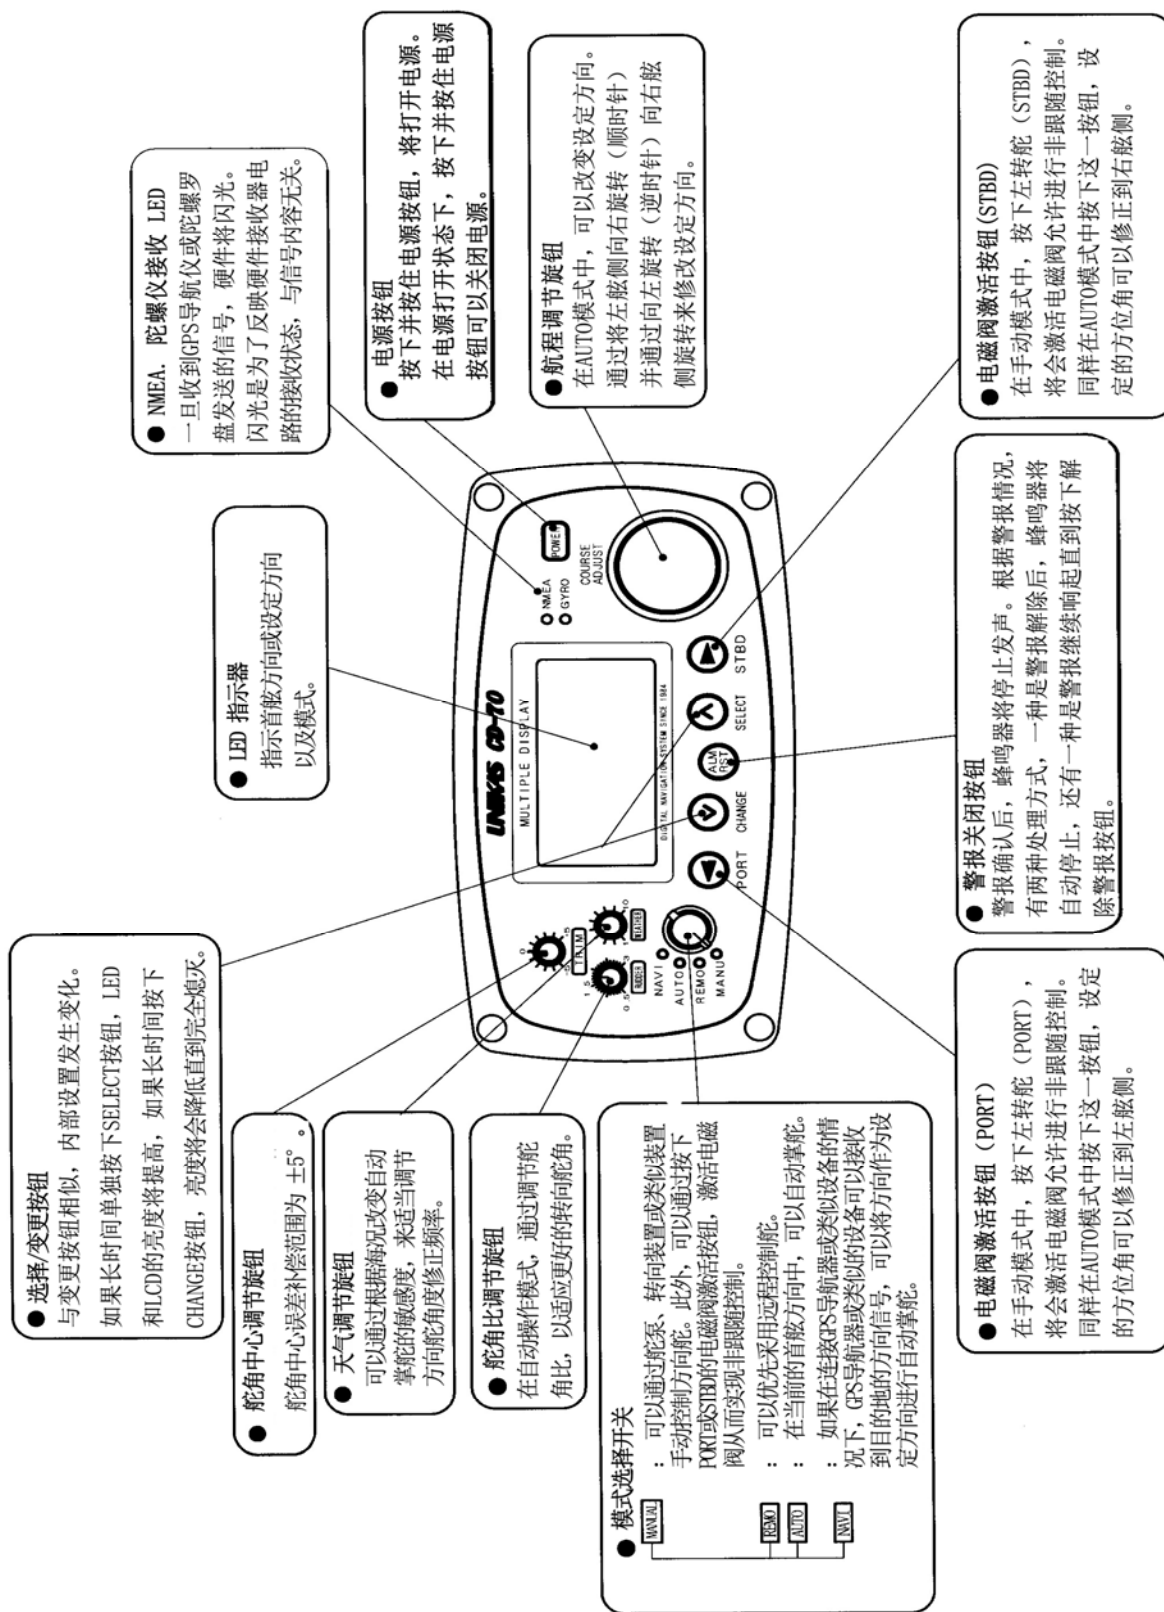 ● 选择/变更按钮
与变更按钮相似，内部设置发生变化。
如果长时间单独按下SELECT按钮，LED
和LCD的亮度将提高，如果长时间按下
CHANGE按钮，亮度将会降低直到完全熄灭。
● 舵角中心调节旋钮
舵角中心误差补偿范围为 ±5°。
● 天气调节旋钮
可以通过根据海况改变自动
掌舵的敏感度，来适当调节
方向舵角度修正频率。
● 舵角比调节旋钮
在自动操作模式，通过调节舵
角比，以适应更好的转向舵角。
● 模式选择开关
MANUAL ：可以通过舵泵、转向装置或类似装置
手动控制方向舵。此外，可以通过按下
PORT或STBD的电磁阀激活按钮，激活电磁
阀从而实现非跟随控制。
REMO ：可以优先采用远程控制舵。
AUTO ：在当前的首舷方向中，可以自动掌舵。
NAVI ：如果在连接GPS导航器或类似设备的情
况下，GPS导航器或类似的设备可以接收
到目的地的方向信号，可以将方向作为设
定方向进行自动掌舵。
● LED 指示器
指示首舷方向或设定方向
以及模式。
● NMEA. 陀螺仪接收 LED
一旦收到GPS导航仪或陀螺罗
盘发送的信号，硬件将闪光。
闪光是为了反映硬件接收器电
路的接收状态，与信号内容无关。
● 电源按钮
按下并按住电源按钮，将打开电源。
在电源打开状态下，按下并按住电源
按钮可以关闭电源。
● 航程调节旋钮
在AUTO模式中，可以改变设定方向。
通过将左舷侧向右旋转（顺时针）
并通过向左旋转（逆时针）向右舷
侧旋转来修改设定方向。
UNIKAS CD-70
MULTIPLE DISPLAY
DIGITAL NAVIGATION SYSTEM SINCE 1984
NMEA
GYRO
POWER
COURSE
ADJUST
-5 0 5
TRIM
0.5 1.5 3
RUDDER
1 10
WEATHER
NAVI
AUTO
REMO
MANU
PORT
CHANGE
ALM
RST
SELECT
STBD
● 电磁阀激活按钮（PORT）
在手动模式中，按下左转舵（PORT），
将会激活电磁阀允许进行非跟随控制。
同样在AUTO模式中按下这一按钮，设定
的方位角可以修正到左舷侧。
● 警报关闭按钮
警报确认后，蜂鸣器将停止发声。根据警报情况，
有两种处理方式，一种是警报解除后，蜂鸣器将
自动停止，还有一种是警报继续响起直到按下解
除警报按钮。
● 电磁阀激活按钮(STBD)
在手动模式中，按下左转舵（STBD），
将会激活电磁阀允许进行非跟随控制。
同样在AUTO模式中按下这一按钮，设
定的方位角可以修正到右舷侧。